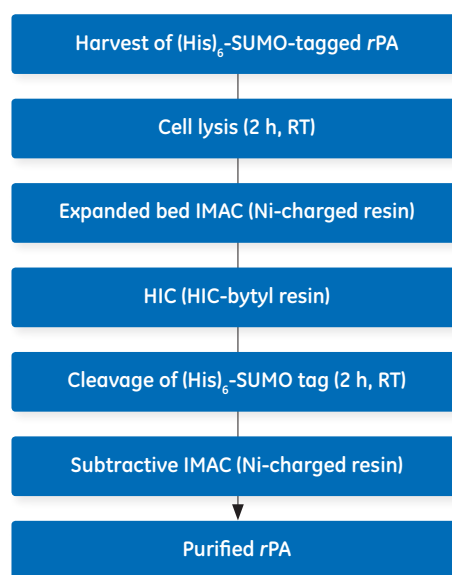 Harvest of (His)₆-SUMO-tagged rPA
Cell lysis (2 h, RT)
Expanded bed IMAC (Ni-charged resin)
HIC (HIC-bytyl resin)
Cleavage of (His)₆-SUMO tag (2 h, RT)
Subtractive IMAC (Ni-charged resin)
Purified rPA